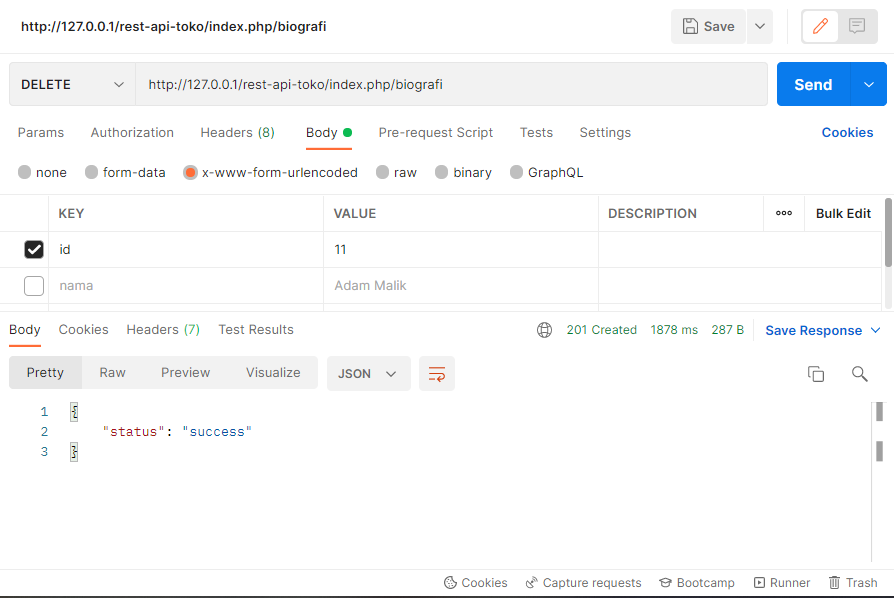 http://127.0.0.1/rest-api-toko/index.php/biografi Save
DELETE http://127.0.0.1/rest-api-toko/index.php/biografi Send
Params Authorization Headers (8) Body Pre-request Script Tests Settings Cookies
none form-data x-www-form-urlencoded raw binary GraphQL
KEY VALUE DESCRIPTION Bulk Edit
id 11
nama Adam Malik
Body Cookies Headers (7) Test Results 201 Created 1878 ms 287 B Save Response
Pretty Raw Preview Visualize JSON
1 {
2 "status": "success"
3 }
Cookies Capture requests Bootcamp Runner Trash